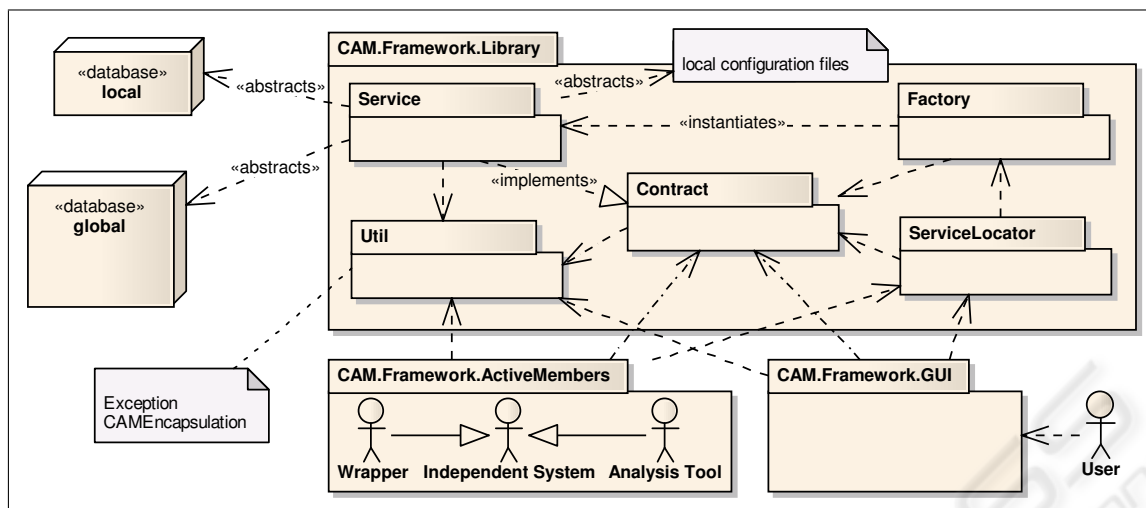 CAM.Framework.Library
local configuration files
«database»
local
«abstracts»
«abstracts»
Service
Factory
«instantiates»
«abstracts»
«database»
global
«implements»
Contract
Util
ServiceLocator
CAM.Framework.ActiveMembers
CAM.Framework.GUI
Exception
CAMEncapsulation
Wrapper
Independent System
Analysis Tool
User